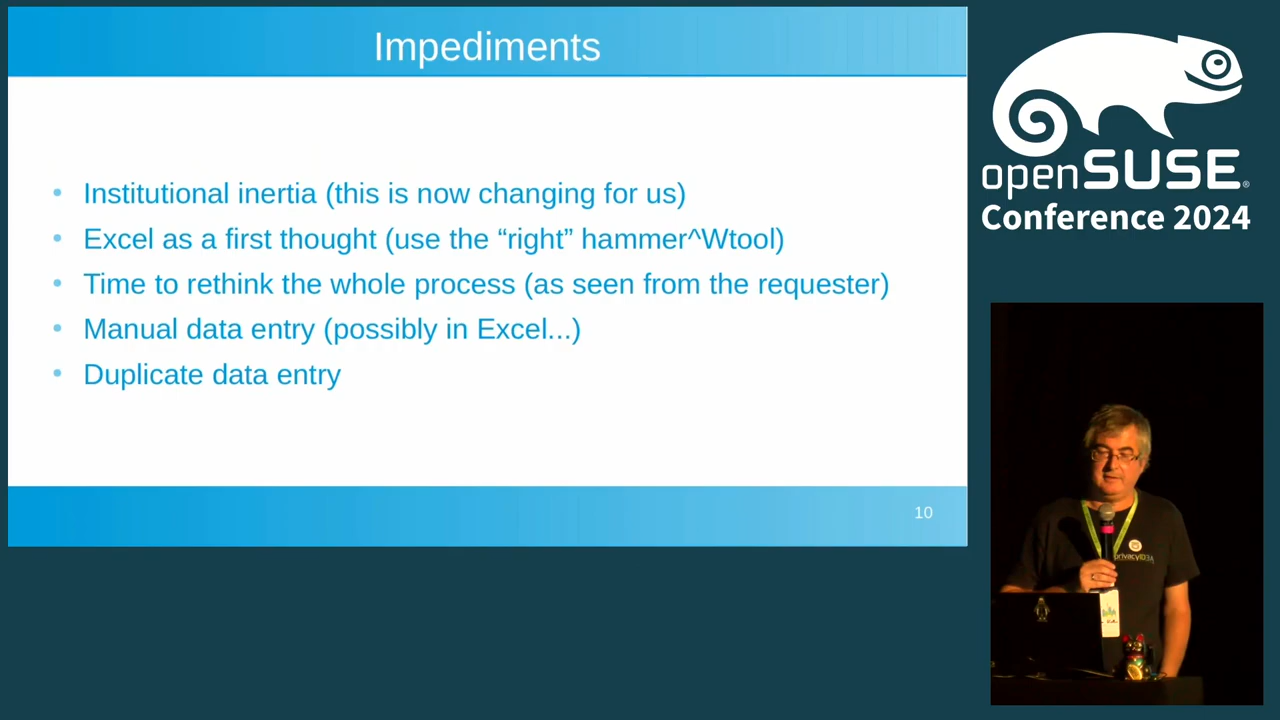 Impediments
• Institutional inertia (this is now changing for us)
• Excel as a first thought (use the “right” hammer^Wtool)
• Time to rethink the whole process (as seen from the requester)
• Manual data entry (possibly in Excel...)
• Duplicate data entry
10
openSUSE®
Conference 2024